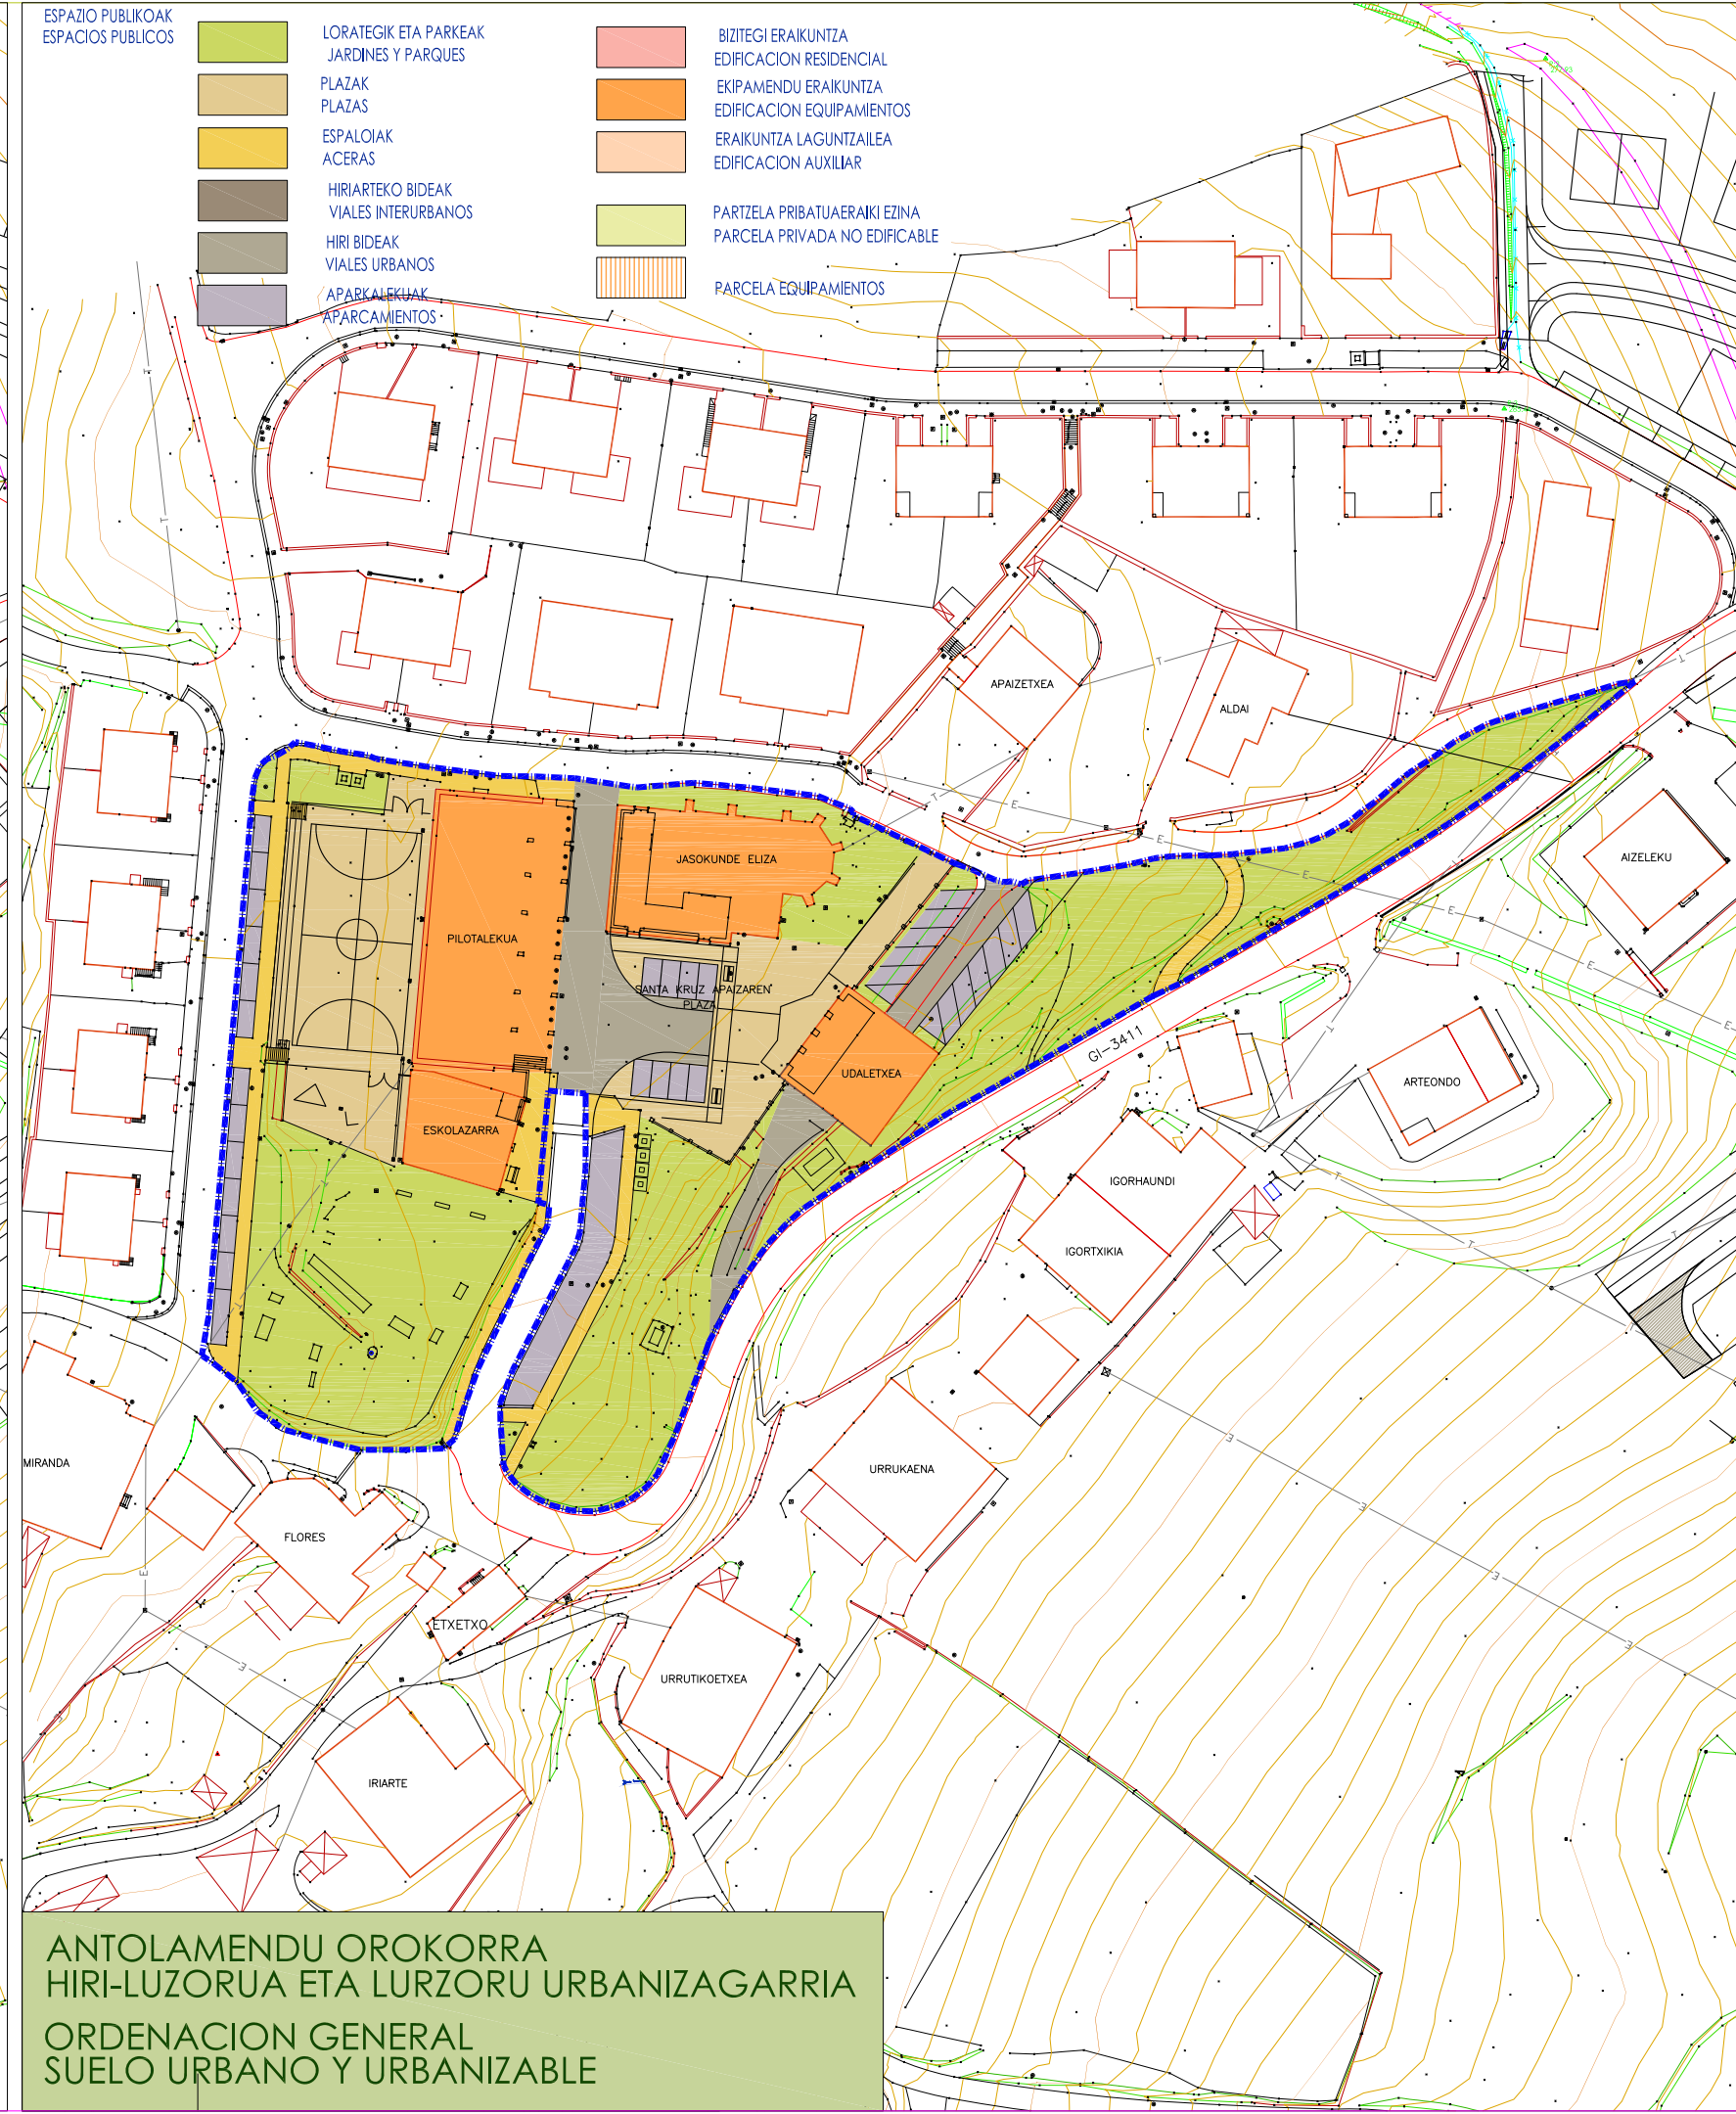 ESPAZIO PUBLIKOAK
ESPACIOS PUBLICOS
LORATEGIK ETA PARKEAK
JARDINES Y PARQUES
PLAZAK
PLAZAS
ESPALOIAK
ACERAS
HIRIARTEKO BIDEAK
VIALES INTERURBANOS
HIRI BIDEAK
VIALES URBANOS
APARKALEKUAK
APARCAMIENTOS
BIZITEGI ERAIKUNTZA
EDIFICACION RESIDENCIAL
EKIPAMENDU ERAIKUNTZA
EDIFICACION EQUIPAMIENTOS
ERAIKUNTZA LAGUNTZAILEA
EDIFICACION AUXILIAR
PARTZELA PRIBATUAERAIKI EZINA
PARCELA PRIVADA NO EDIFICABLE
PARCELA EQUIPAMIENTOS
APAIZETXEA
ALDAI
JASOKUNDE ELIZA
AIZELEKU
PILOTALEKUA
SANTA KRUZ APAIZAREN
PLAZA
GI-3411
UDALETXEA
ARTEONDO
ESKOLAZARRA
IGORHAUNDI
IGORTXIKIA
MIRANDA
URRUKAENA
FLORES
ETXETXO
URRUTIKOETXEA
IRIARTE
ANTOLAMENDU OROKORRA
HIRI-LUZORUA ETA LURZORU URBANIZAGARRIA
ORDENACION GENERAL
SUELO URBANO Y URBANIZABLE